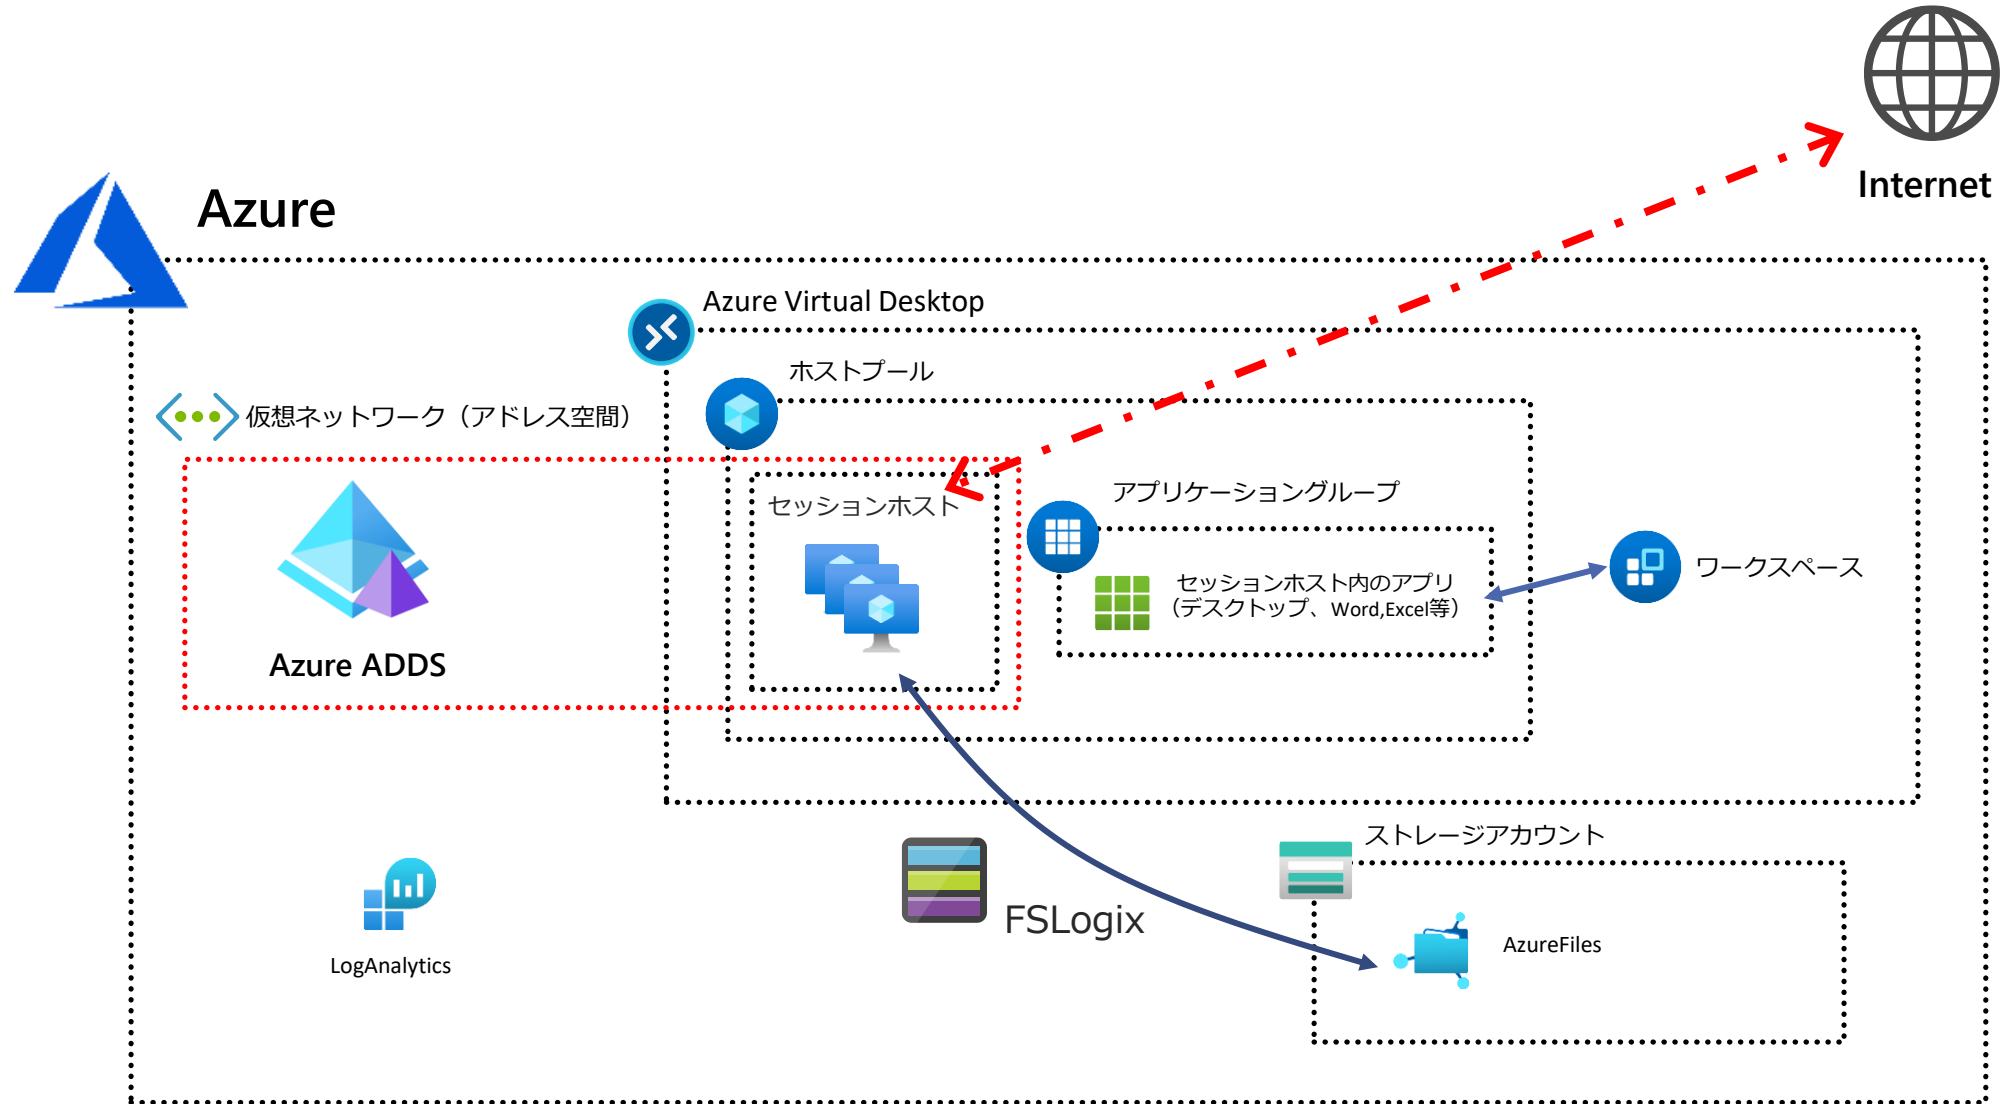 Internet
Azure
Azure Virtual Desktop
ホストプール
仮想ネットワーク（アドレス空間）
セッションホスト
アプリケーショングループ
セッションホスト内のアプリ
（デスクトップ、Word,Excel等）
ワークスペース
Azure ADDS
ストレージアカウント
FSLogix
AzureFiles
LogAnalytics